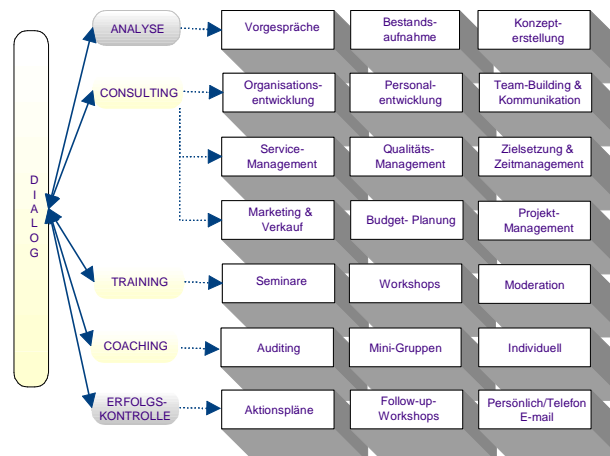 DIALOG
ANALYSE
Vorgespräche
Bestands-
aufnahme
Konzept-
erstellung
CONSULTING
Organisations-
entwicklung
Personal-
entwicklung
Team-Building &
Kommunikation
Service-
Management
Qualitäts-
Management
Zielsetzung &
Zeitmanagement
Marketing &
Verkauf
Budget- Planung
Projekt-
Management
TRAINING
Seminare
Workshops
Moderation
COACHING
Auditing
Mini-Gruppen
Individuell
ERFOLGS-
KONTROLLE
Aktionspläne
Follow-up-
Workshops
Persönlich/Telefon
E-mail